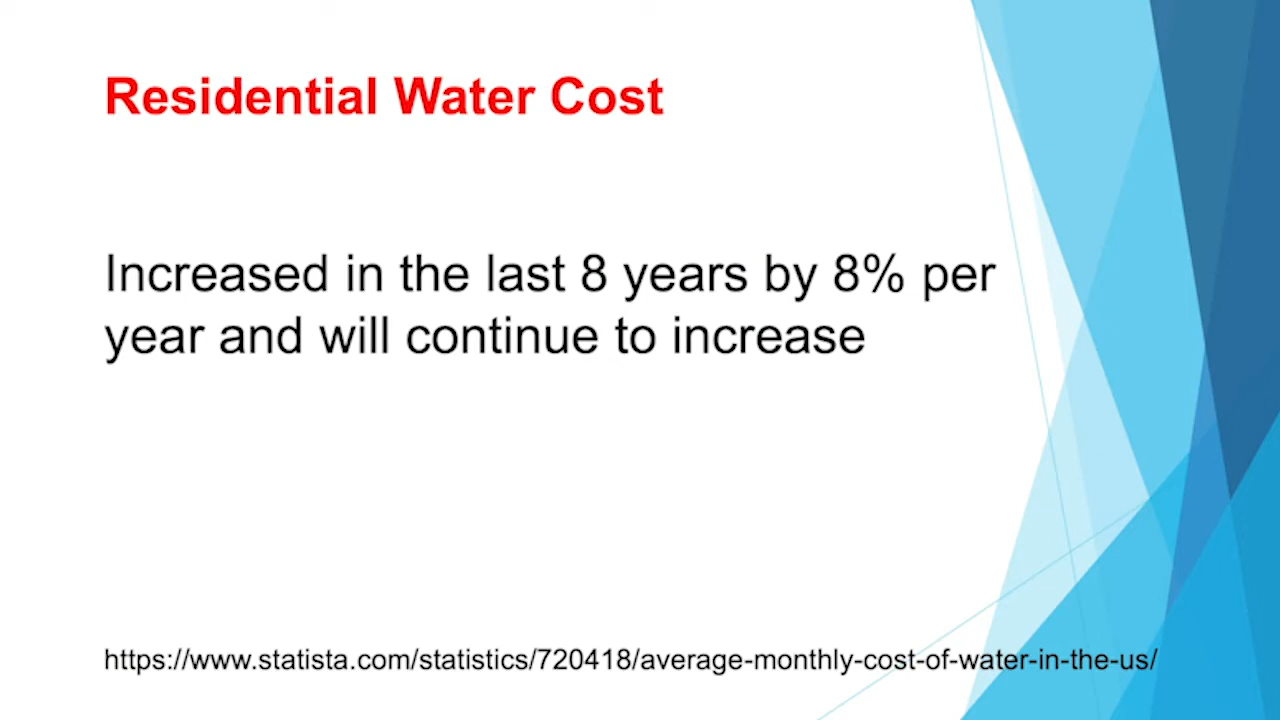 Residential Water Cost
Increased in the last 8 years by 8% per
year and will continue to increase
https://www.statista.com/statistics/720418/average-monthly-cost-of-water-in-the-us/